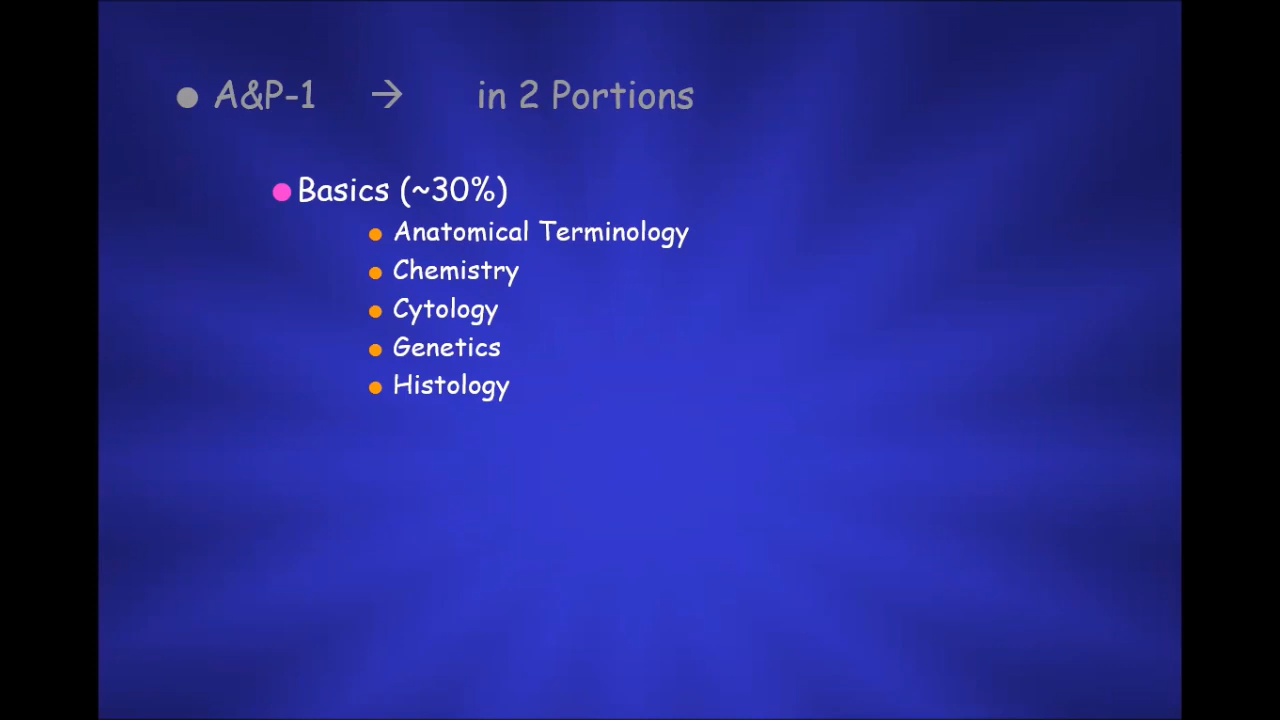 ● A&P-1 → in 2 Portions
● Basics (~30%)
● Anatomical Terminology
● Chemistry
● Cytology
● Genetics
● Histology